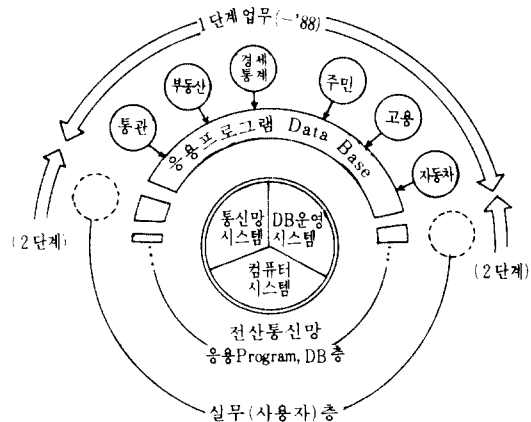 1단계업무(-'88)
경세
통계
부동산
주민
통관
고용
자동차
응용프로그램 Data Base
통신망
시스템
DB운영
시스템
컴퓨터
시스템
(2단계)
(2단계)
전산통신망
응용Program, DB 층
실무(사용자)층